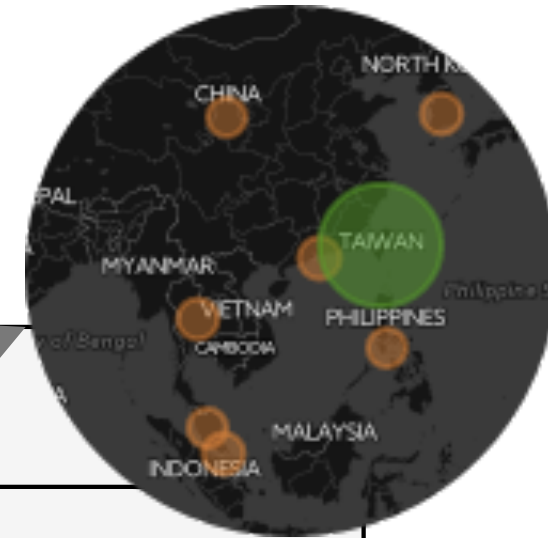 NORTH K
CHINA
PAL
TAIWAN
MYANMAR
Philippine S
VIETNAM
PHILIPPINES
y of Bengal
CAMBODIA
A
MALAYSIA
INDONESIA